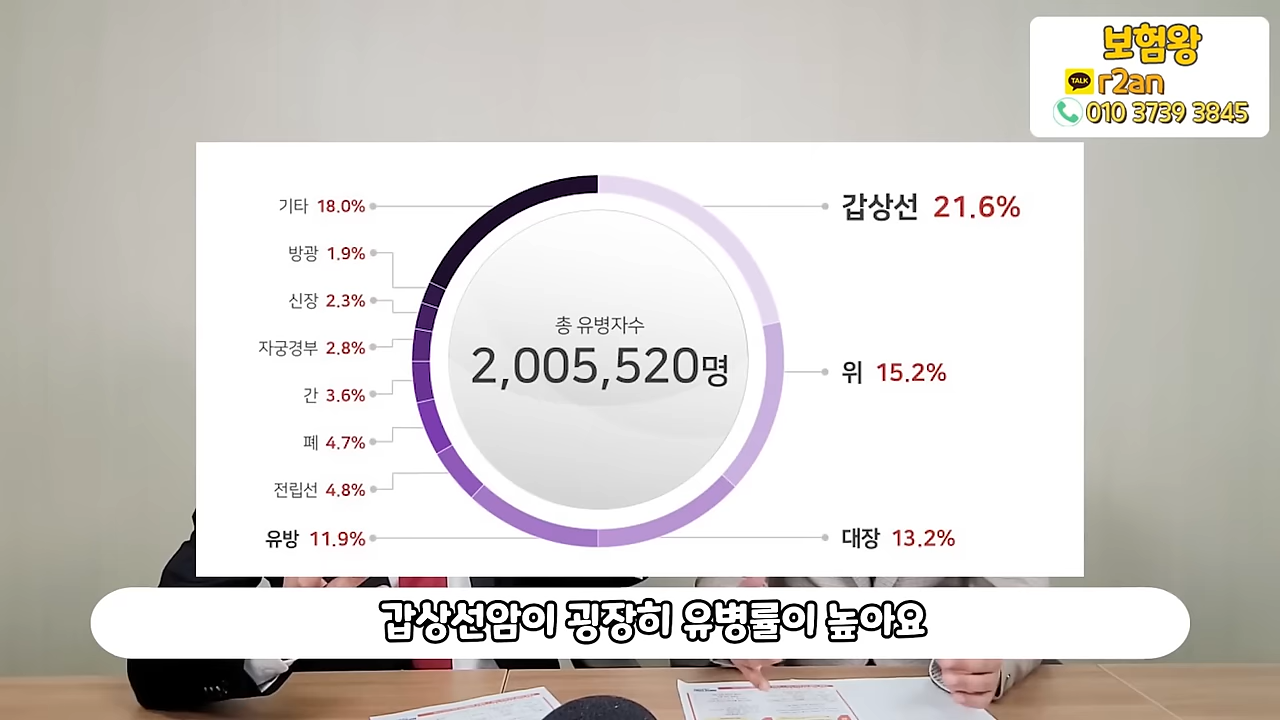 보험왕
TALK
r2an
010 3739 3845
기타 18.0%
방광 1.9%
신장 2.3%
자궁경부 2.8%
간 3.6%
폐 4.7%
전립선 4.8%
유방 11.9%
총 유병자수
2,005,520명
갑상선 21.6%
위 15.2%
대장 13.2%
갑상선암이 굉장히 유병률이 높아요